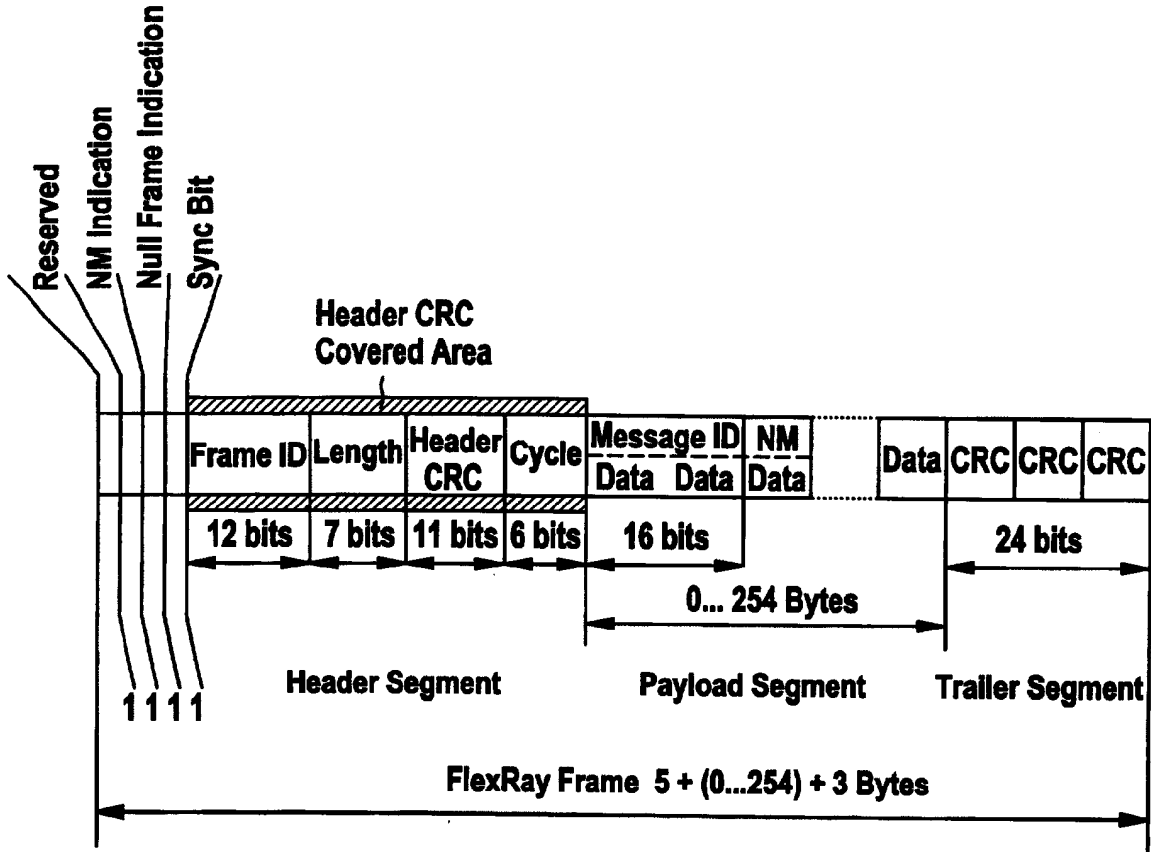 Reserved
NM Indication
Null Frame Indication
Sync Bit
Header CRC
Covered Area
Frame ID
Length
Header
CRC
Cycle
Message ID
Data Data
NM
Data
Data
CRC
CRC
CRC
12 bits
7 bits
11 bits
6 bits
16 bits
24 bits
0... 254 Bytes
Header Segment
Payload Segment
Trailer Segment
1 1 1 1
FlexRay Frame 5 + (0...254) + 3 Bytes